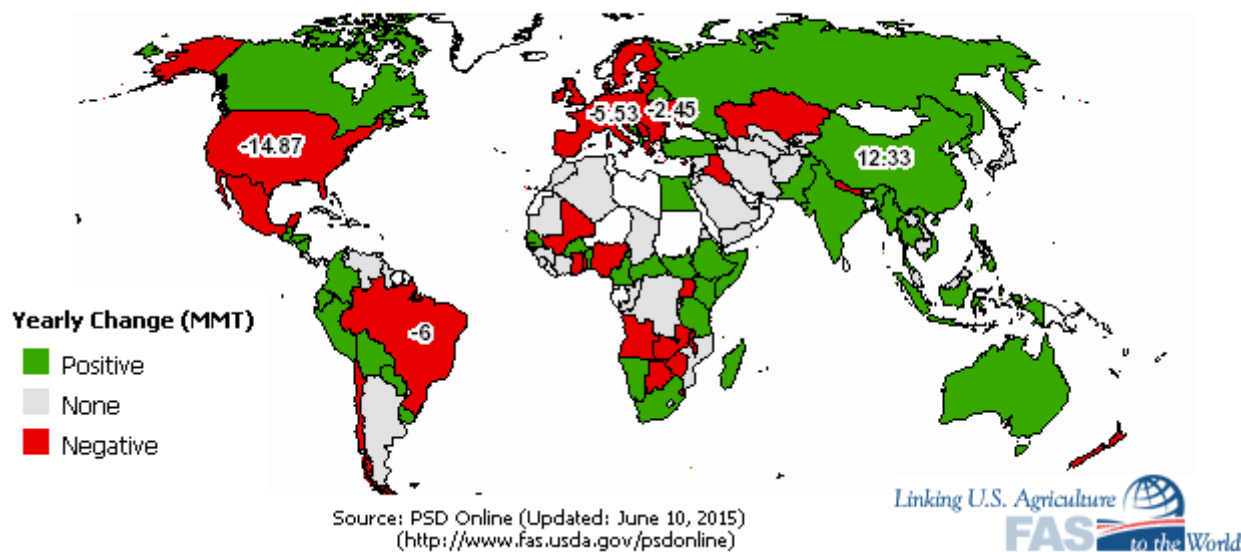 -14.87
-5.53
-2.45
12.33
-6
Yearly Change (MMT)
Positive
None
Negative
Source: PSD Online (Updated: June 10, 2015)
(http://www.fas.usda.gov/psdonline)
Linking U.S. Agriculture
FAS to the World